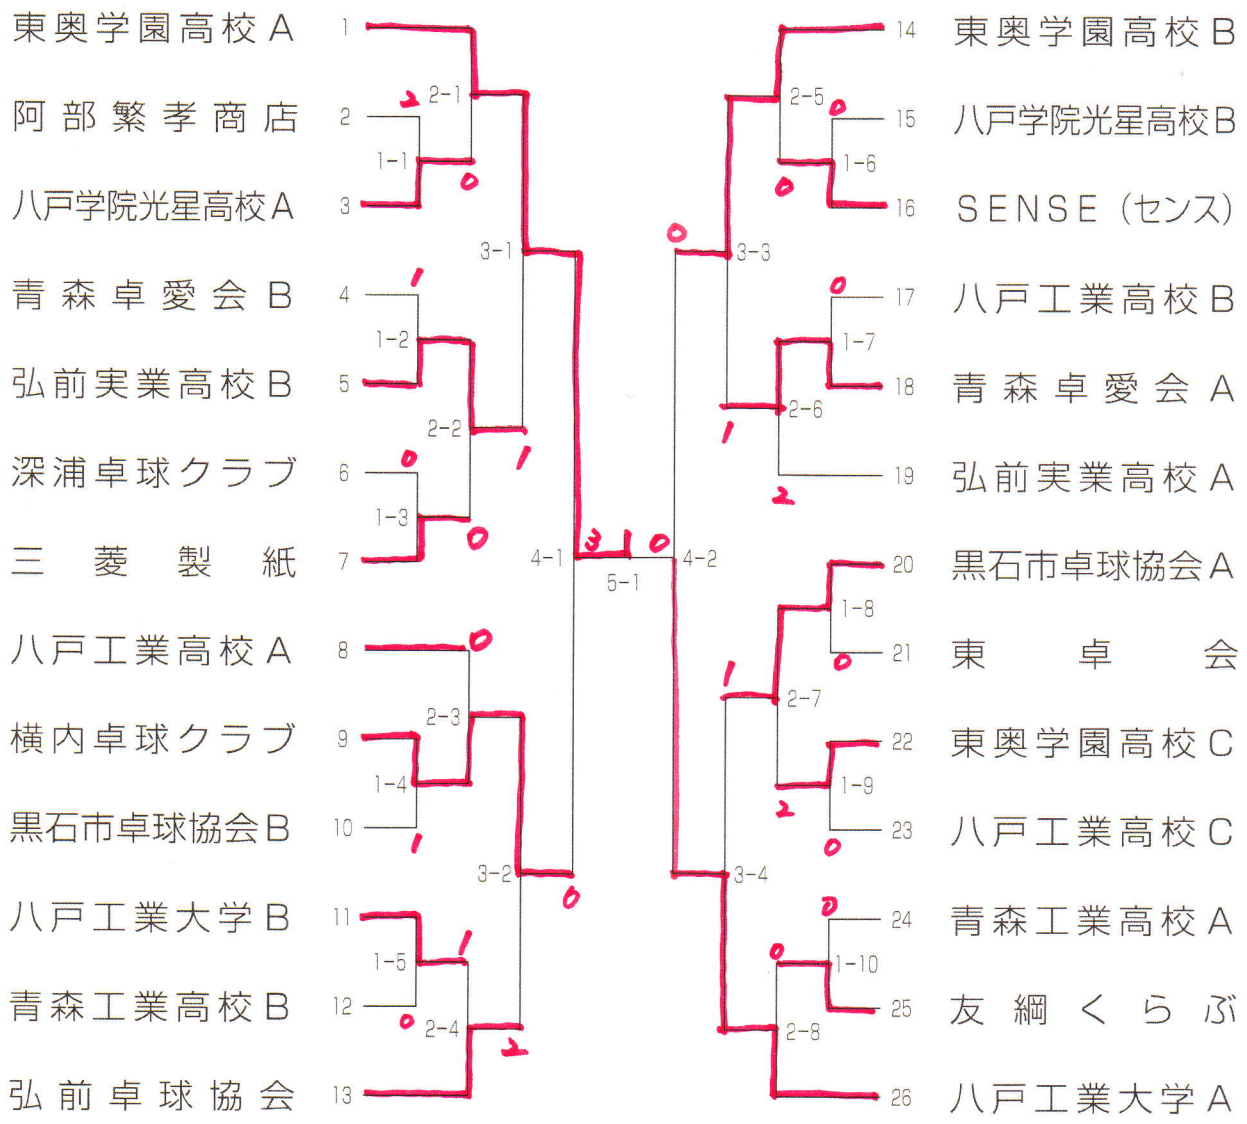 東奥学園高校A 1
阿部繁孝商店 2
八戸学院光星高校A 3
青森卓愛会B 4
弘前実業高校B 5
深浦卓球クラブ 6
三菱製紙 7
八戸工業高校A 8
横内卓球クラブ 9
黒石市卓球協会B 10
八戸工業大学B 11
青森工業高校B 12
弘前卓球協会 13
2-1
2
1-1
0
3-1
1
1-2
2-2
1
0
1-3
0
4-1
3
0
2-3
1-4
1
3-2
0
1
1-5
0
2-4
2
5-1
0
4-2
0
2-5
0
1-6
0
3-3
0
1-7
1
2-6
2
1-8
0
1
2-7
1-9
2
0
3-4
0
0
1-10
2-8
14 東奥学園高校B
15 八戸学院光星高校B
16 SENSE(センス)
17 八戸工業高校B
18 青森卓愛会A
19 弘前実業高校A
20 黒石市卓球協会A
21 東卓会
22 東奥学園高校C
23 八戸工業高校C
24 青森工業高校A
25 友綱くらぶ
26 八戸工業大学A